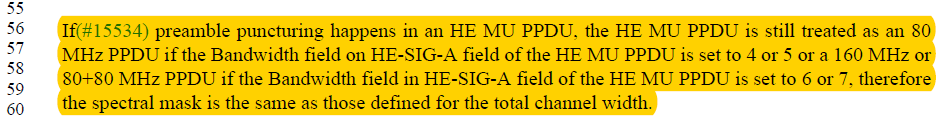 55
56 If(#15534) preamble puncturing happens in an HE MU PPDU, the HE MU PPDU is still treated as an 80
57 MHz PPDU if the Bandwidth field on HE-SIG-A field of the HE MU PPDU is set to 4 or 5 or a 160 MHz or
58 80+80 MHz PPDU if the Bandwidth field in HE-SIG-A field of the HE MU PPDU is set to 6 or 7, therefore
59 the spectral mask is the same as those defined for the total channel width.
60